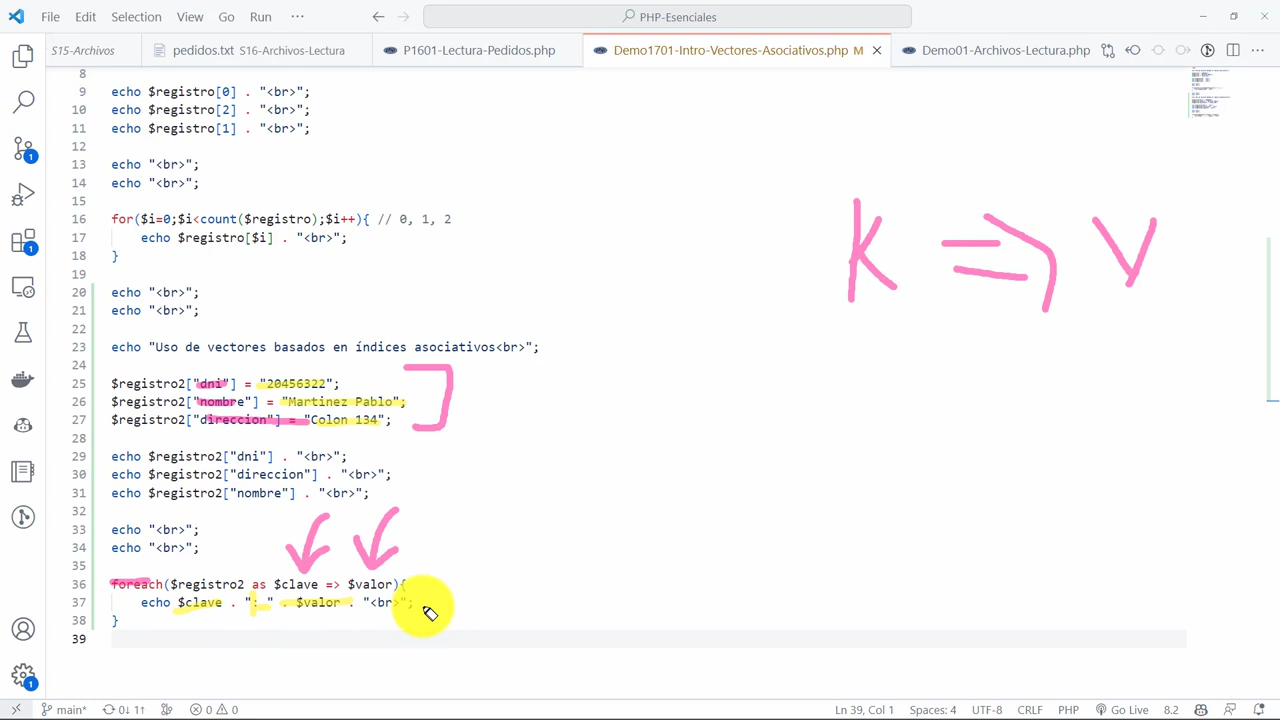 File Edit Selection View Go Run ··· PHP-Esenciales
S15-Archivos pedidos.txt S16-Archivos-Lectura P1601-Lectura-Pedidos.php Demo1701-Intro-Vectores-Asociativos.php M Demo01-Archivos-Lectura.php
8
9 echo $registro[0] . "<br>";
10 echo $registro[2] . "<br>";
11 echo $registro[1] . "<br>";
12
13 echo "<br>";
14 echo "<br>";
15
16 for($i=0;$i<count($registro);$i++){ // 0, 1, 2
17 echo $registro[$i] . "<br>";
18 }
19
20 echo "<br>";
21 echo "<br>";
22
23 echo "Uso de vectores basados en índices asociativos<br>";
24
25 $registro2["dni"] = "20456322";
26 $registro2["nombre"] = "Martinez Pablo";
27 $registro2["direccion"] = "Colon 134";
28
29 echo $registro2["dni"] . "<br>";
30 echo $registro2["direccion"] . "<br>";
31 echo $registro2["nombre"] . "<br>";
32
33 echo "<br>";
34 echo "<br>";
35
36 foreach($registro2 as $clave => $valor){
37 echo $clave . ": " . $valor . "<br>";
38 }
39
K => V
1
1
1
main* 0↓ 1↑ 0 0 Ln 39, Col 1 Spaces: 4 UTF-8 CRLF PHP Go Live 8.2